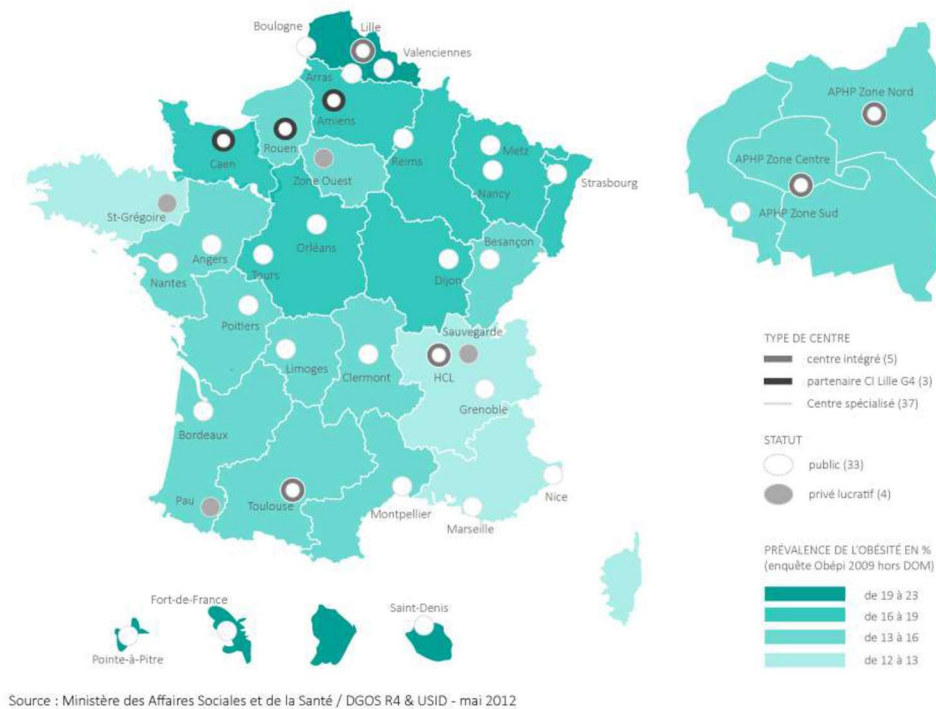 Boulogne
Lille
Valenciennes
Arras
Amiens
Rouen
Caen
Reims
Metz
Nancy
Strasbourg
Zone Ouest
St-Grégoire
Orléans
Angers
Tours
Nantes
Dijon
Besançon
Poitiers
Limoges
Clermont
Sauvegarde
HCL
Grenoble
Bordeaux
Pau
Toulouse
Montpellier
Marseille
Nice
Fort-de-France
Pointe-à-Pitre
Saint-Denis
APHP Zone Nord
APHP Zone Centre
APHP Zone Sud
TYPE DE CENTRE
centre intégré (5)
partenaire CI Lille G4 (3)
Centre spécialisé (37)
STATUT
public (33)
privé lucratif (4)
PRÉVALENCE DE L'OBÉSITÉ EN %
(enquête Obépi 2009 hors DOM)
de 19 à 23
de 16 à 19
de 13 à 16
de 12 à 13
Source : Ministère des Affaires Sociales et de la Santé / DGOS R4 & USID - mai 2012